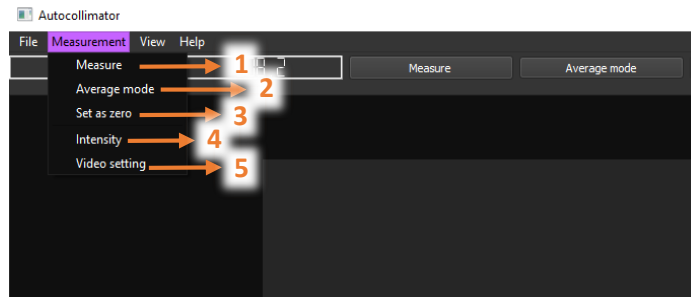 Autocollimator
File Measurement View Help
Measure 1 Measure Average mode
Average mode 2
Set as zero 3
Intensity 4
Video setting 5